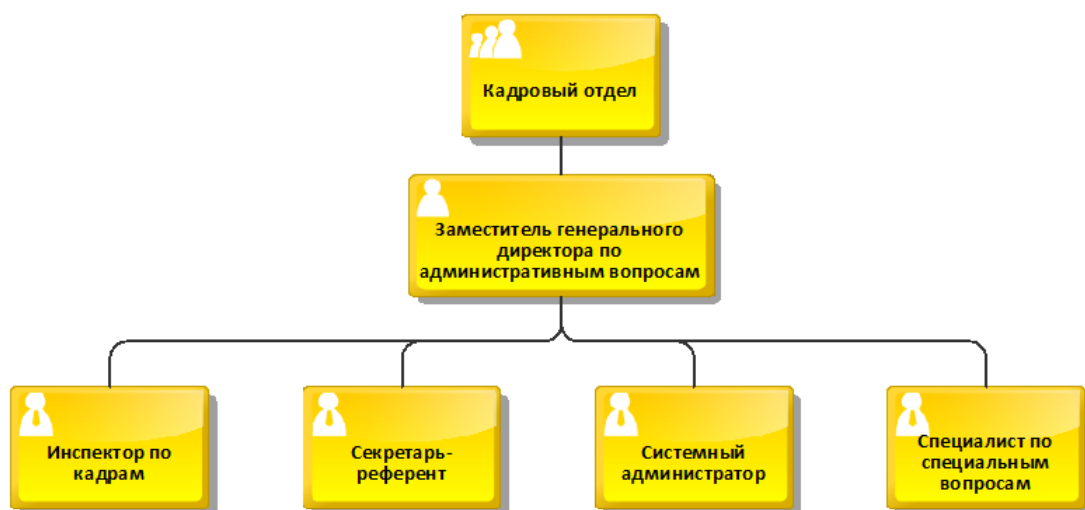 Кадровый отдел
Заместитель генерального
директора по
административным вопросам
Инспектор по
кадрам
Секретарь-
референт
Системный
администратор
Специалист по
специальным
вопросам